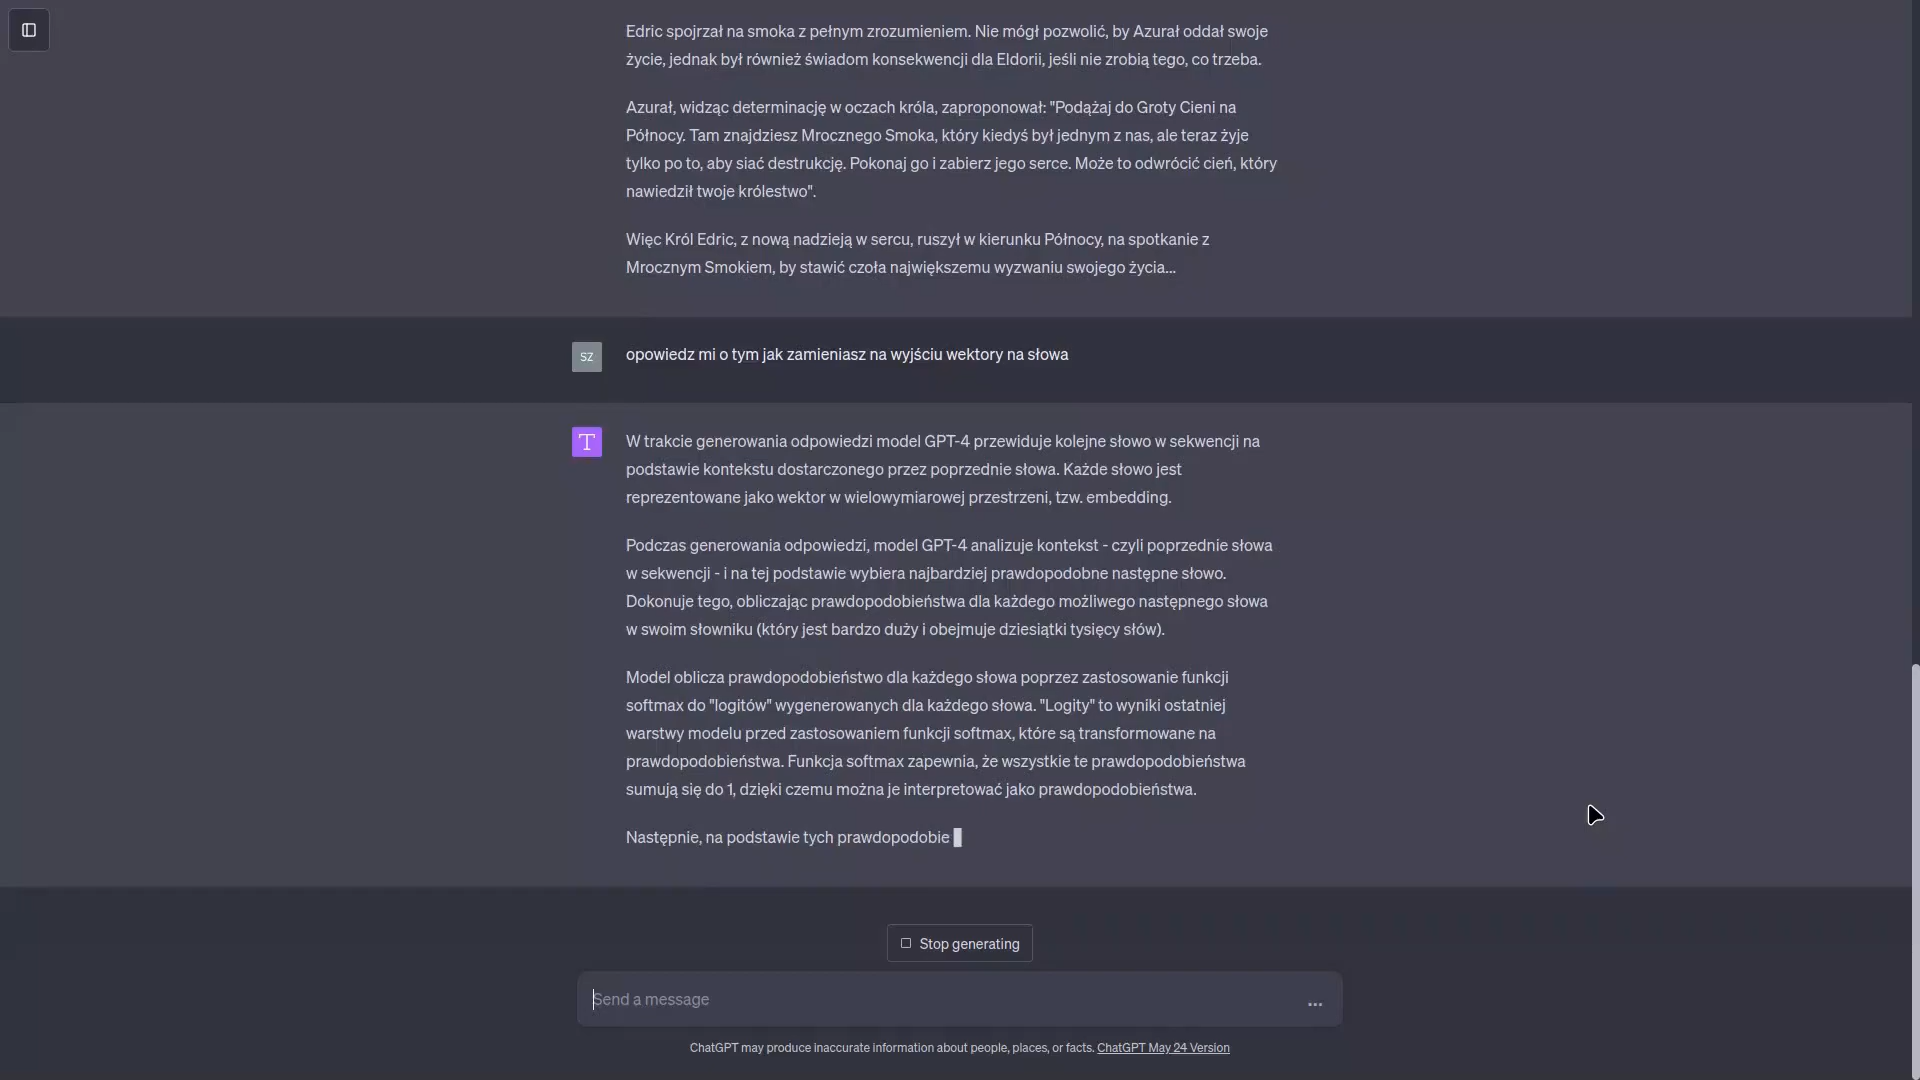 Edric spojrzał na smoka z pełnym zrozumieniem. Nie mógł pozwolić, by Azurał oddał swoje
życie, jednak był również świadom konsekwencji dla Eldorii, jeśli nie zrobią tego, co trzeba.
Azurał, widząc determinację w oczach króla, zaproponował: "Podążaj do Groty Cieni na
Północy. Tam znajdziesz Mrocznego Smoka, który kiedyś był jednym z nas, ale teraz żyje
tylko po to, aby siać destrukcję. Pokonaj go i zabierz jego serce. Może to odwrócić cień, który
nawiedził twoje królestwo".
Więc Król Edric, z nową nadzieją w sercu, ruszył w kierunku Północy, na spotkanie z
Mrocznym Smokiem, by stawić czoła największemu wyzwaniu swojego życia...
SZ
opowiedz mi o tym jak zamieniasz na wyjściu wektory na słowa
T
W trakcie generowania odpowiedzi model GPT-4 przewiduje kolejne słowo w sekwencji na
podstawie kontekstu dostarczonego przez poprzednie słowa. Każde słowo jest
reprezentowane jako wektor w wielowymiarowej przestrzeni, tzw. embedding.
Podczas generowania odpowiedzi, model GPT-4 analizuje kontekst - czyli poprzednie słowa
w sekwencji - i na tej podstawie wybiera najbardziej prawdopodobne następne słowo.
Dokonuje tego, obliczając prawdopodobieństwa dla każdego możliwego następnego słowa
w swoim słowniku (który jest bardzo duży i obejmuje dziesiątki tysięcy słów).
Model oblicza prawdopodobieństwo dla każdego słowa poprzez zastosowanie funkcji
softmax do "logitów" wygenerowanych dla każdego słowa. "Logity" to wyniki ostatniej
warstwy modelu przed zastosowaniem funkcji softmax, które są transformowane na
prawdopodobieństwa. Funkcja softmax zapewnia, że wszystkie te prawdopodobieństwa
sumują się do 1, dzięki czemu można je interpretować jako prawdopodobieństwa.
Następnie, na podstawie tych prawdopodobie
Stop generating
Send a message
...
ChatGPT may produce inaccurate information about people, places, or facts. ChatGPT May 24 Version